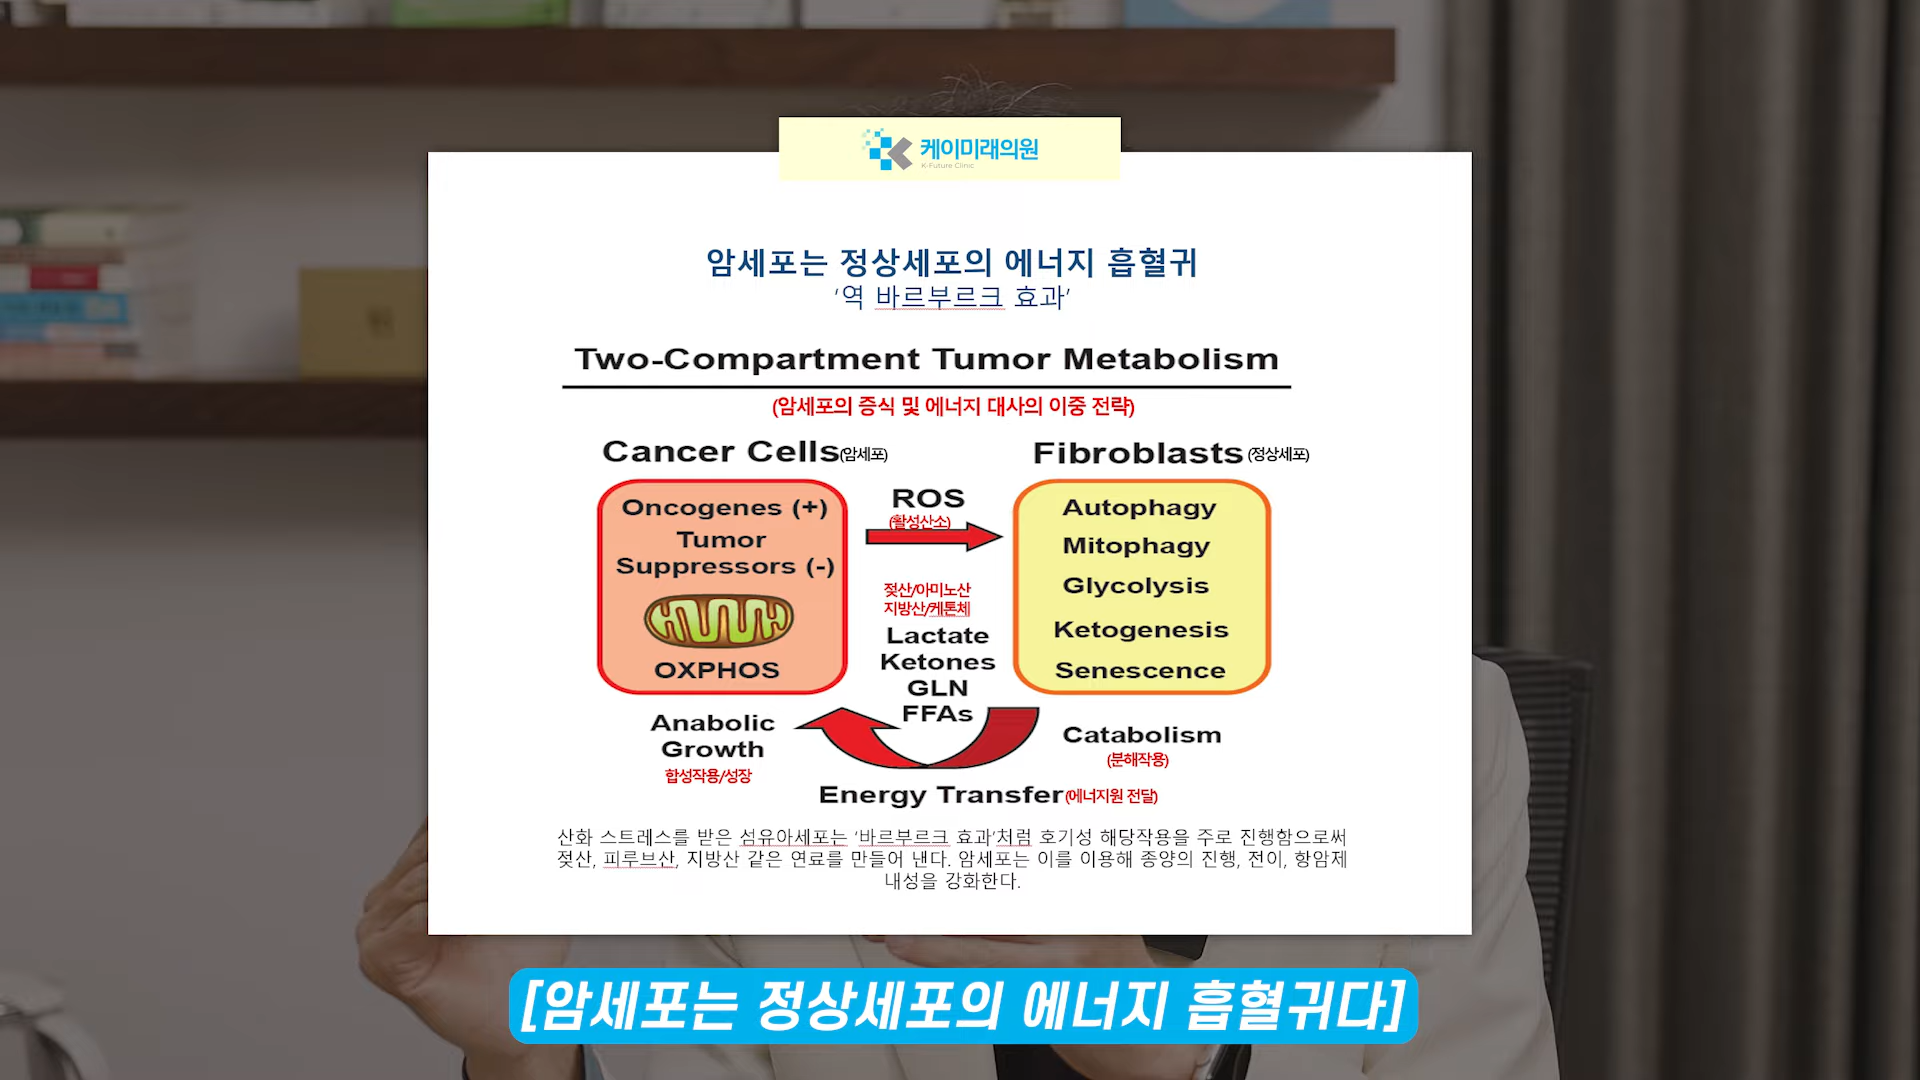 케이미래의원
K-Future Clinic
암세포는 정상세포의 에너지 흡혈귀
‘역 바르부르크 효과’
Two-Compartment Tumor Metabolism
(암세포의 증식 및 에너지 대사의 이중 전략)
Cancer Cells(암세포)
Fibroblasts (정상세포)
Oncogenes (+)
Tumor
Suppressors (-)
OXPHOS
ROS
(활성산소)
젖산/아미노산
지방산/케톤체
Lactate
Ketones
GLN
FFAs
Autophagy
Mitophagy
Glycolysis
Ketogenesis
Senescence
Anabolic
Growth
합성작용/성장
Catabolism
(분해작용)
Energy Transfer(에너지원 전달)
산화 스트레스를 받은 섬유아세포는 ‘바르부르크 효과’처럼 호기성 해당작용을 주로 진행함으로써
젖산, 피루브산, 지방산 같은 연료를 만들어 낸다. 암세포는 이를 이용해 종양의 진행, 전이, 항암제
내성을 강화한다.
[암세포는 정상세포의 에너지 흡혈귀다]